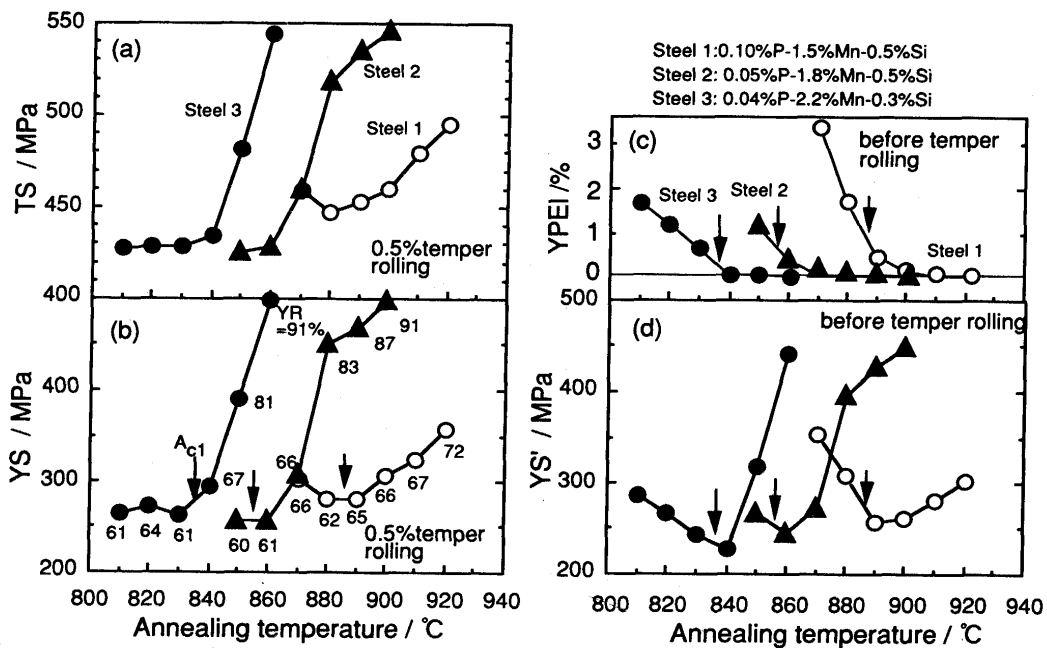 550
(a)
Steel 2
Steel 3
500
Steel 1
TS / MPa
450
0.5%temper
rolling
400
Steel 1:0.10%P-1.5%Mn-0.5%Si
Steel 2: 0.05%P-1.8%Mn-0.5%Si
Steel 3: 0.04%P-2.2%Mn-0.3%Si
3
(c)
before temper
rolling
YPEl /%
2
Steel 3
Steel 2
1
Steel 1
0
(b)
YR
=91%
91
87
83
400
81
YS / MPa
Ac1
72
67
66
300
66
66
67
62
65
61
64
61
60
61
0.5%temper
rolling
200
800 820 840 860 880 900 920 940
Annealing temperature / ℃
500
(d)
before temper rolling
400
YS' / MPa
300
200
800 820 840 860 880 900 920 940
Annealing temperature / ℃